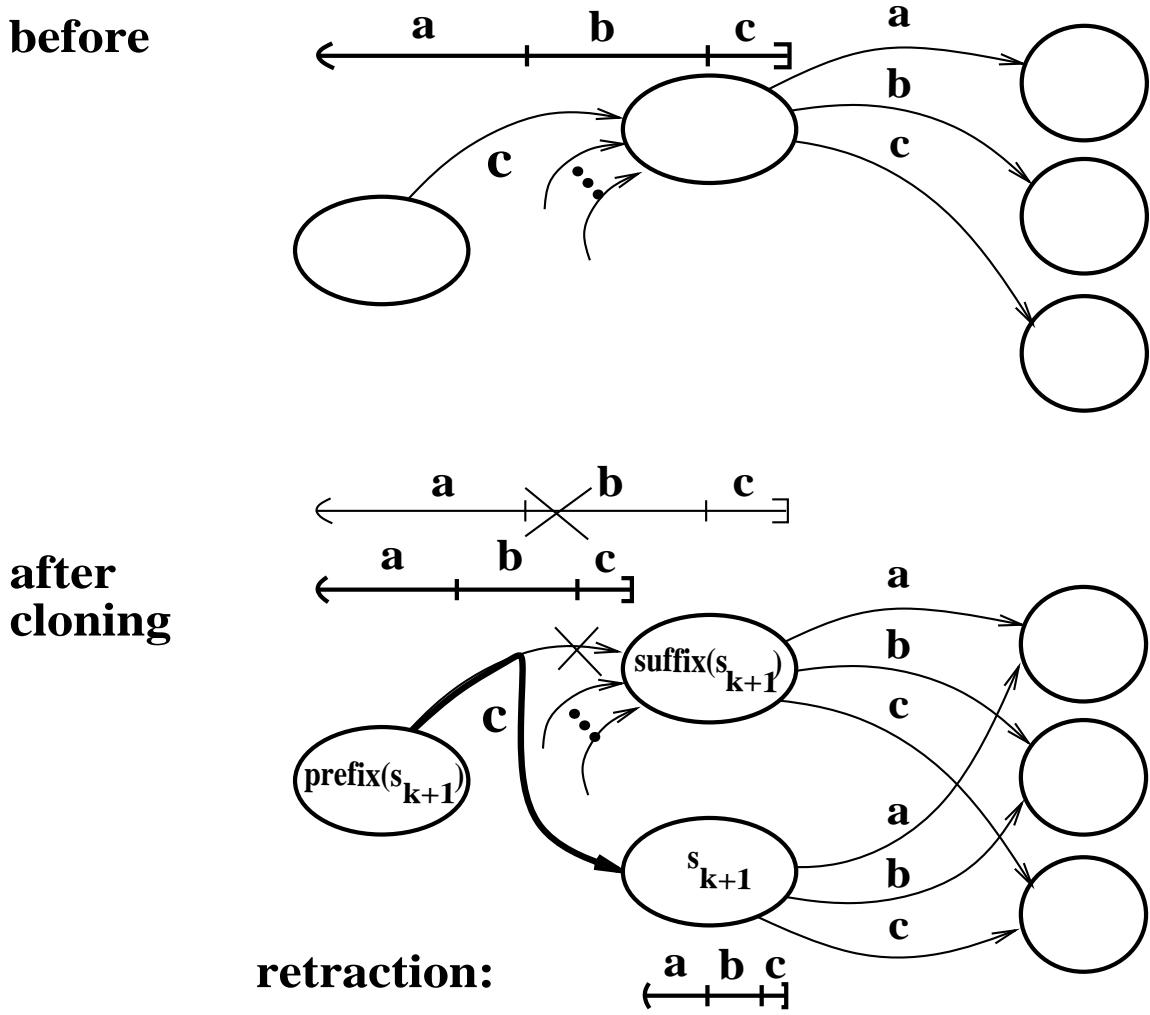 before
a b c
a
b
c
c
a b c
after
cloning
a b c
a
b
c
suffix(s k+1)
c
prefix(s k+1)
a
b
c
s k+1
retraction:
a b c